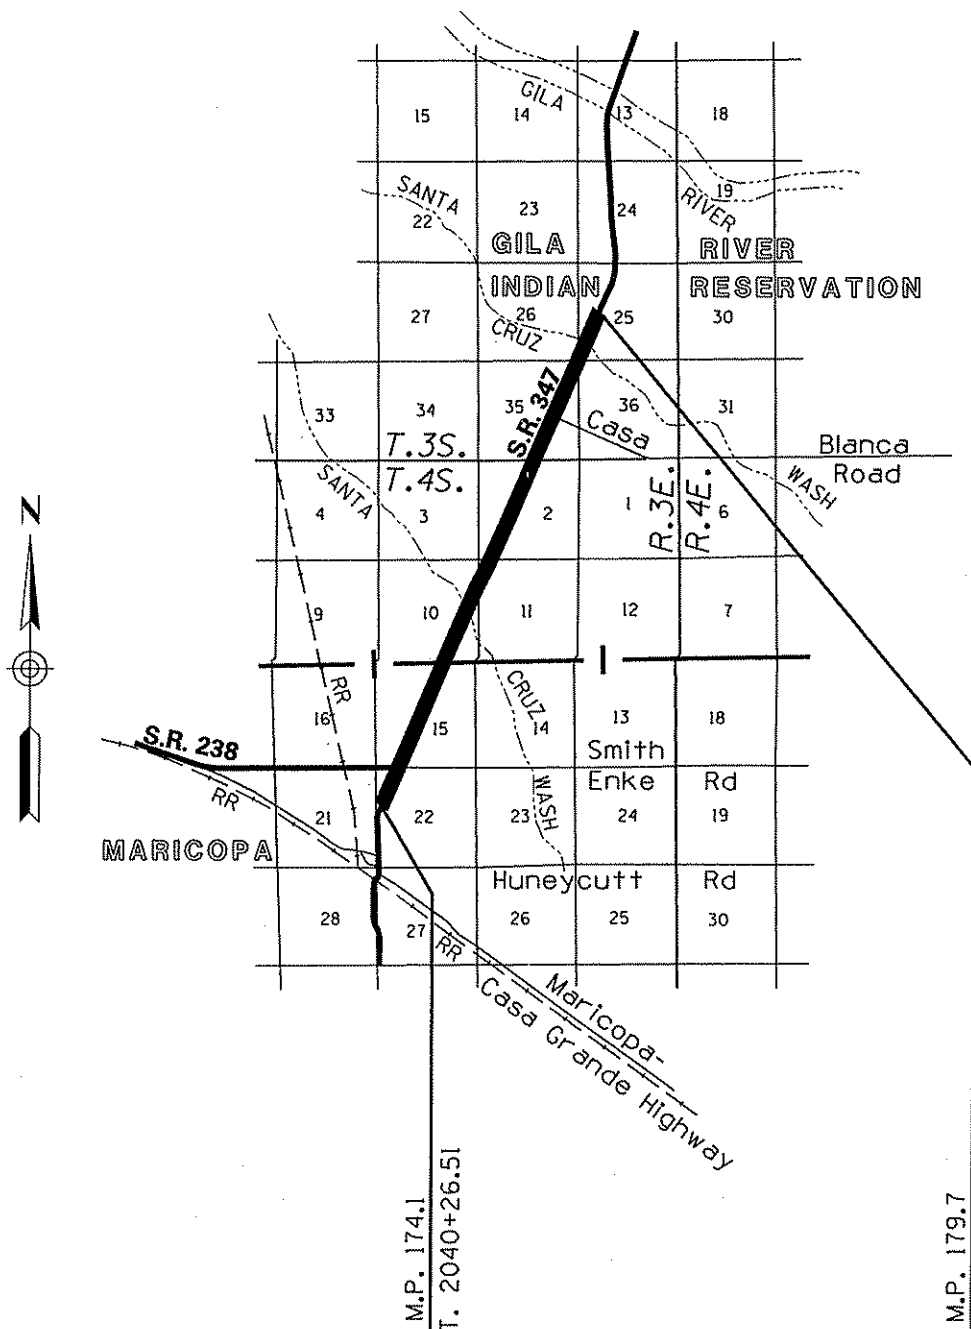 GILA
15 14 13 18
SANTA
19
22 23 24
RIVER
GILA RIVER
INDIAN RESERVATION
27 26 25 30
CRUZ
S.R. 347
33 34 35 36 31
Casa Blanca
Road
T.3S.
T.4S.
SANTA
R.3E.
R.4E.
WASH
4 3 2 1 6
N
9 10 11 12 7
RR
CRUZ
16 15 14 13 18
S.R. 238
Smith
Enke Rd
RR
WASH
21 22 23 24 19
MARICOPA
Huneycutt Rd
28 27 26 25 30
RR
Maricopa-
Casa Grande Highway
M.P. 174.1
T. 2040+26.51
M.P. 179.7